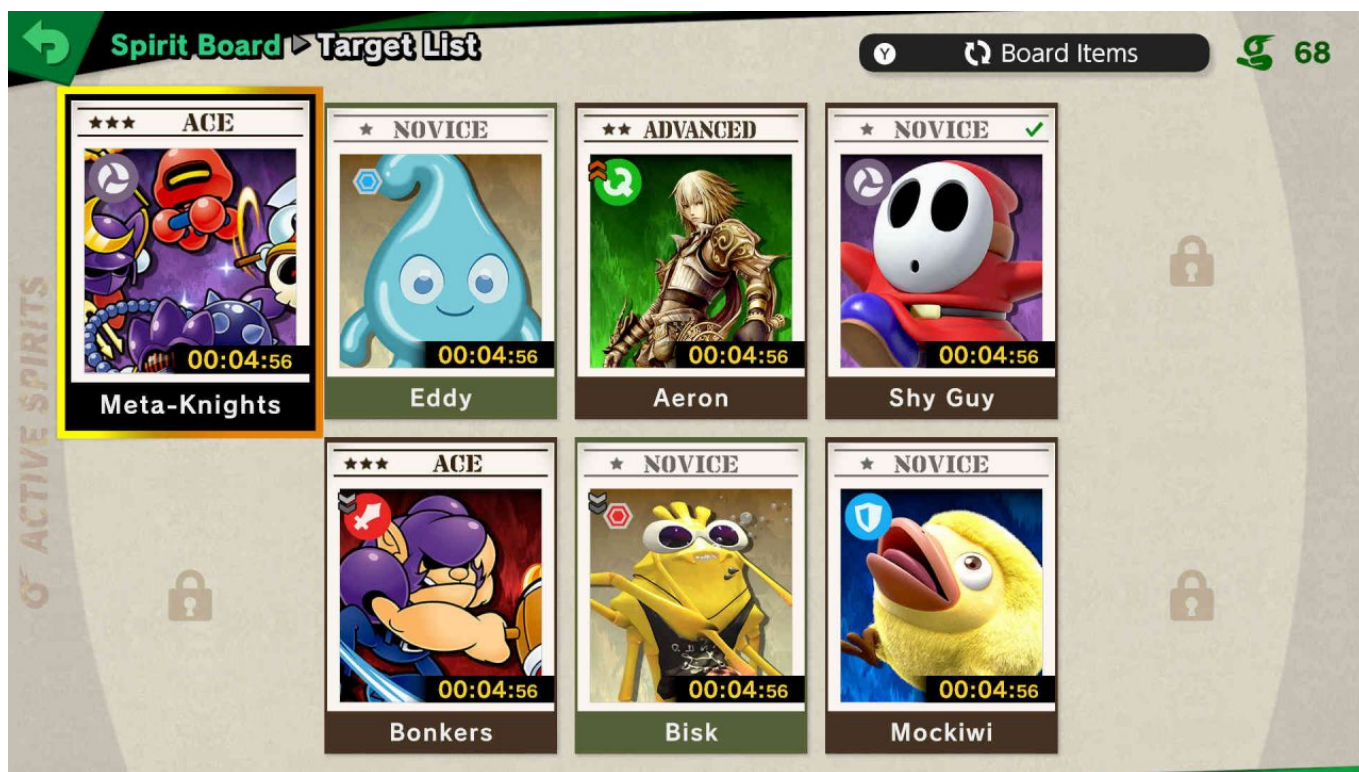 Spirit Board ▷ Target List
Y Board Items
68
ACTIVE SPIRITS
★★★ ACE
00:04:56
Meta-Knights
★ NOVICE
00:04:56
Eddy
★★ ADVANCED
00:04:56
Aeron
★ NOVICE ✓
00:04:56
Shy Guy
★★★ ACE
00:04:56
Bonkers
★ NOVICE
00:04:56
Bisk
★ NOVICE
00:04:56
Mockiwi